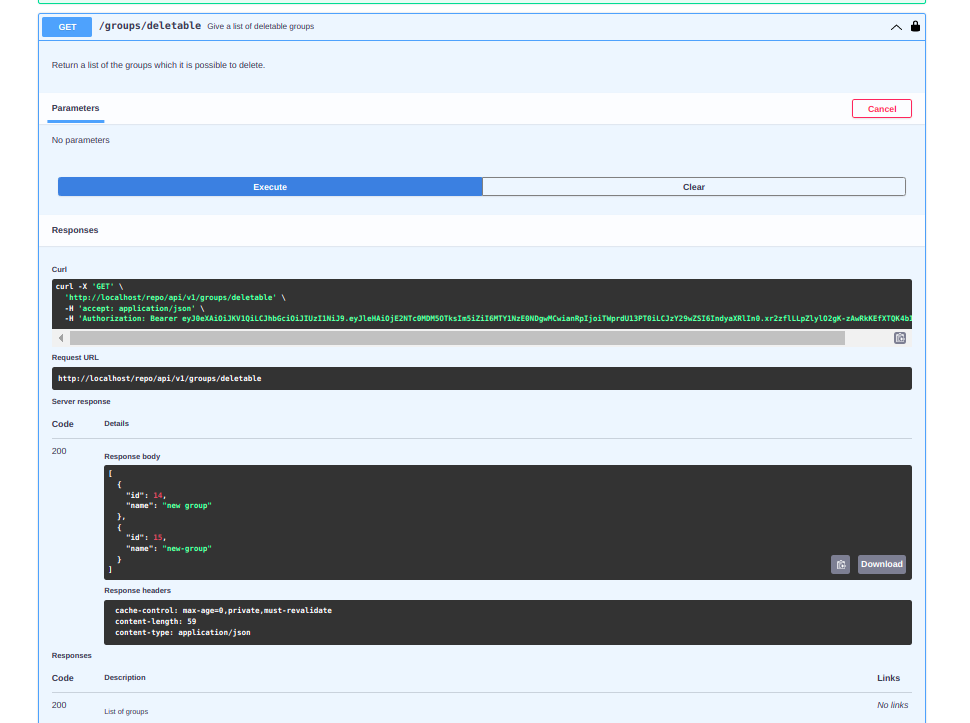 GET /groups/deletable Give a list of deletable groups
Return a list of the groups which it is possible to delete.
Parameters
Cancel
No parameters
Execute
Clear
Responses
Curl
curl -X 'GET' \
'http://localhost/repo/api/v1/groups/deletable' \
-H 'accept: application/json' \
-H 'Authorization: Bearer
Request URL
http://localhost/repo/api/v1/groups/deletable
Server response
Code Details
200
Response body
[
{
"id": 14,
"name": "new group"
},
{
"id": 15,
"name": "new-group"
}
]
Download
Response headers
cache-control: max-age=0,private,must-revalidate
content-length: 59
content-type: application/json
Responses
Code Description Links
200 No links
List of groups